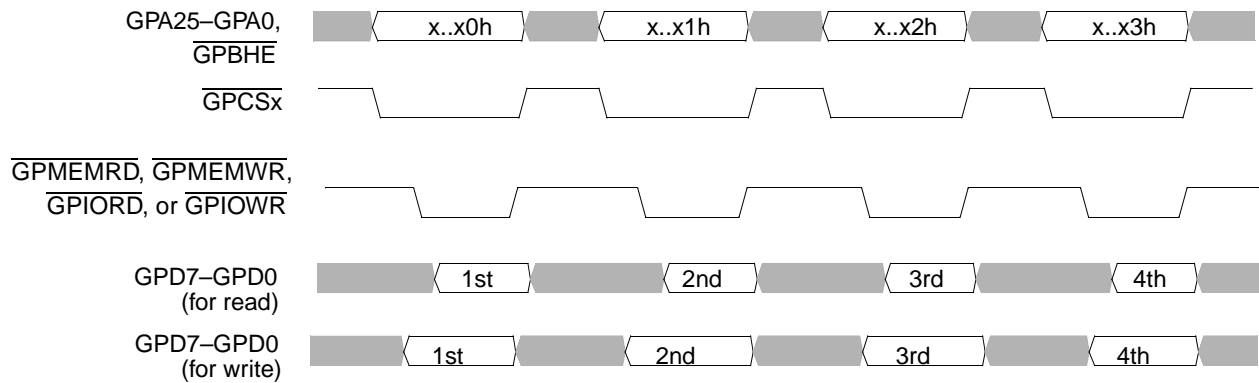 GPA25–GPA0,
GPBHE
x..x0h x..x1h x..x2h x..x3h
GPCSx
GPMEMRD, GPMEMWR,
GPIORD, or GPIOWR
GPD7–GPD0
(for read)
1st 2nd 3rd 4th
GPD7–GPD0
(for write)
1st 2nd 3rd 4th